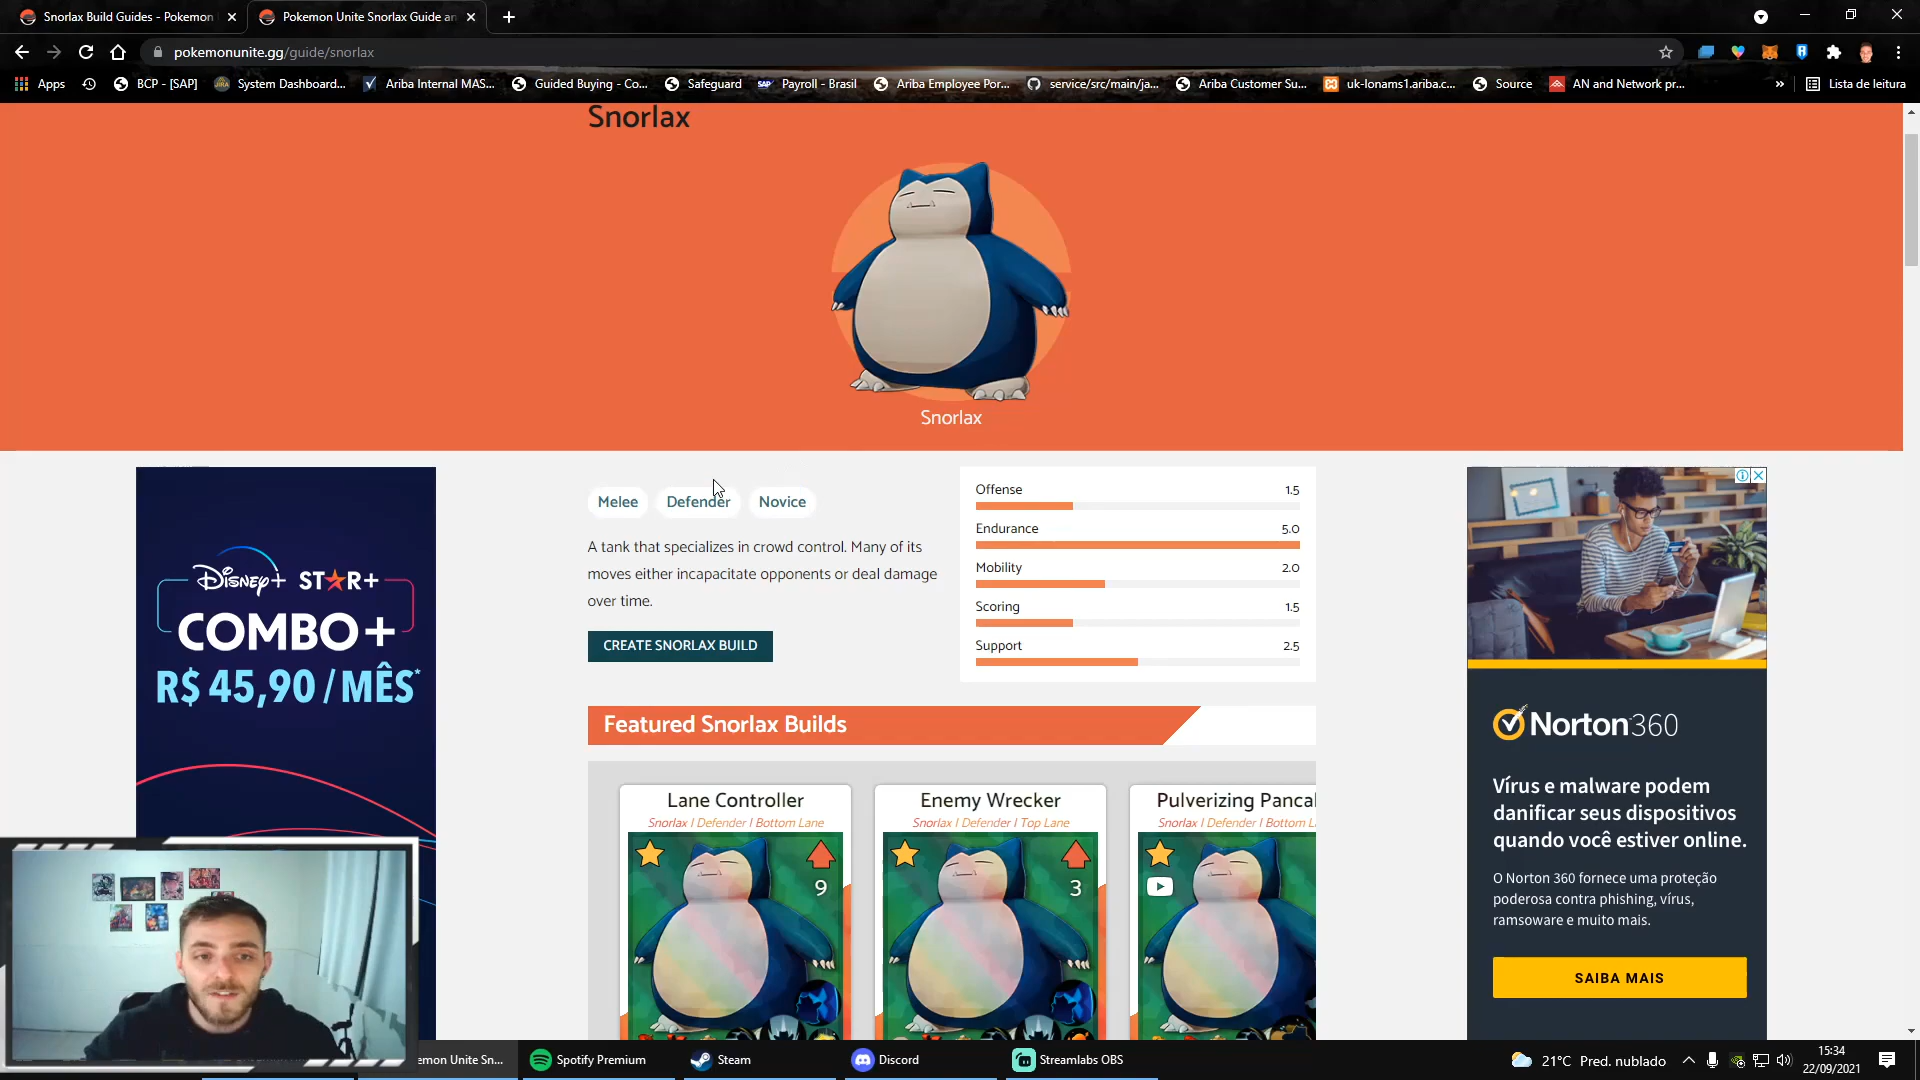 Snorlax Build Guides - Pokemon
Pokemon Unite Snorlax Guide an
pokemonunite.gg/guide/snorlax
Apps
BCP - [SAP]
System Dashboard...
Ariba Internal MAS...
Guided Buying - Co...
Safeguard
Payroll - Brasil
Ariba Employee Por...
service/src/main/ja...
Ariba Customer Su...
uk-lonams1.ariba.c...
Source
AN and Network pr...
»
Lista de leitura
Snorlax
Snorlax
Melee
Defender
Novice
A tank that specializes in crowd control. Many of its
moves either incapacitate opponents or deal damage
over time.
CREATE SNORLAX BUILD
Offense 1.5
Endurance 5.0
Mobility 2.0
Scoring 1.5
Support 2.5
Featured Snorlax Builds
Lane Controller
Snorlax | Defender | Bottom Lane
9
Enemy Wrecker
Snorlax | Defender | Top Lane
3
Pulverizing Panca
Snorlax | Defender | Bottom L
Disney+ STAR+
COMBO+
R$ 45,90 / MÊS*
Norton 360
Vírus e malware podem
danificar seus dispositivos
quando você estiver online.
O Norton 360 fornece uma proteção
poderosa contra phishing, vírus,
ramsoware e muito mais.
SAIBA MAIS
emon Unite Sn...
Spotify Premium
Steam
Discord
Streamlabs OBS
21°C Pred. nublado
15:34
22/09/2021